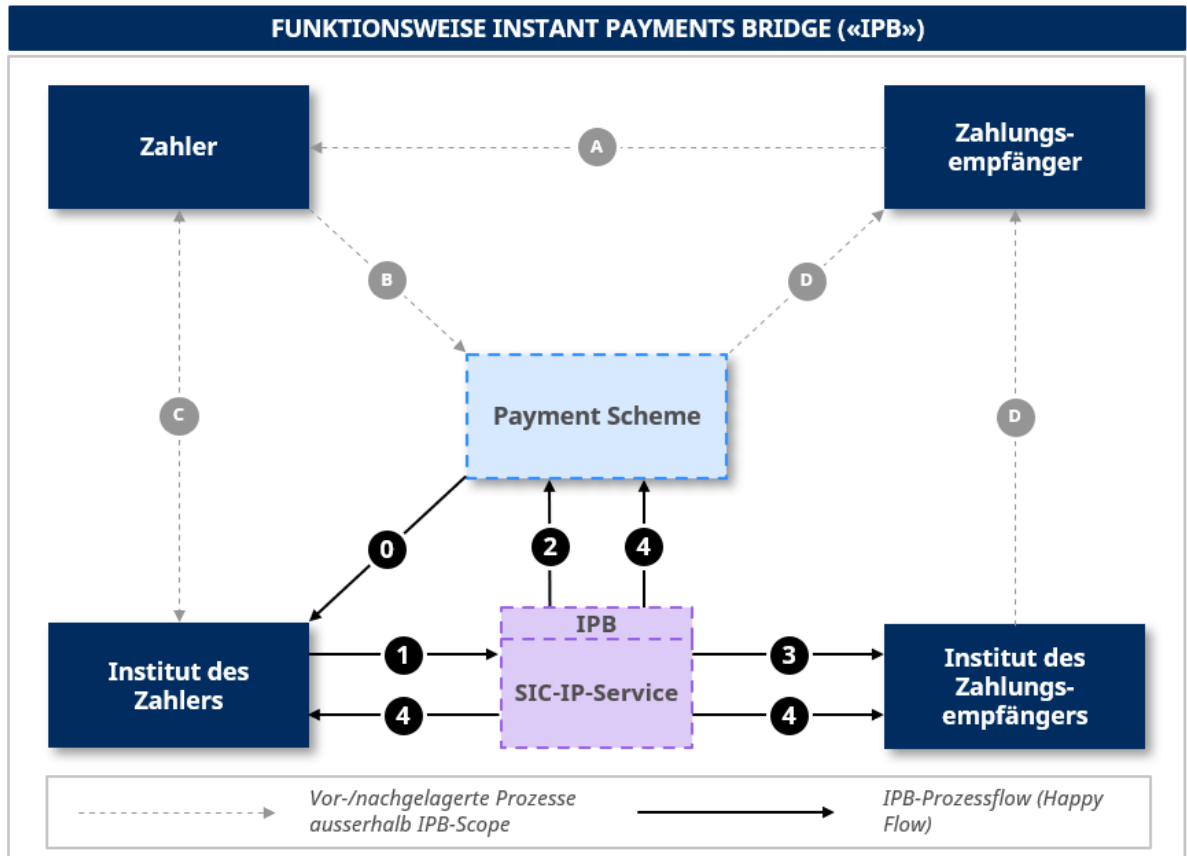 FUNKTIONSWEISE INSTANT PAYMENTS BRIDGE («IPB»)
Zahler
A
Zahlungs-
empfänger
B
D
C
Payment Scheme
D
0
2
4
IPB
Institut des
Zahlers
1
4
SIC-IP-Service
3
4
Institut des
Zahlungs-
empfängers
Vor-/nachgelagerte Prozesse
ausserhalb IPB-Scope
IPB-Prozessflow (Happy
Flow)